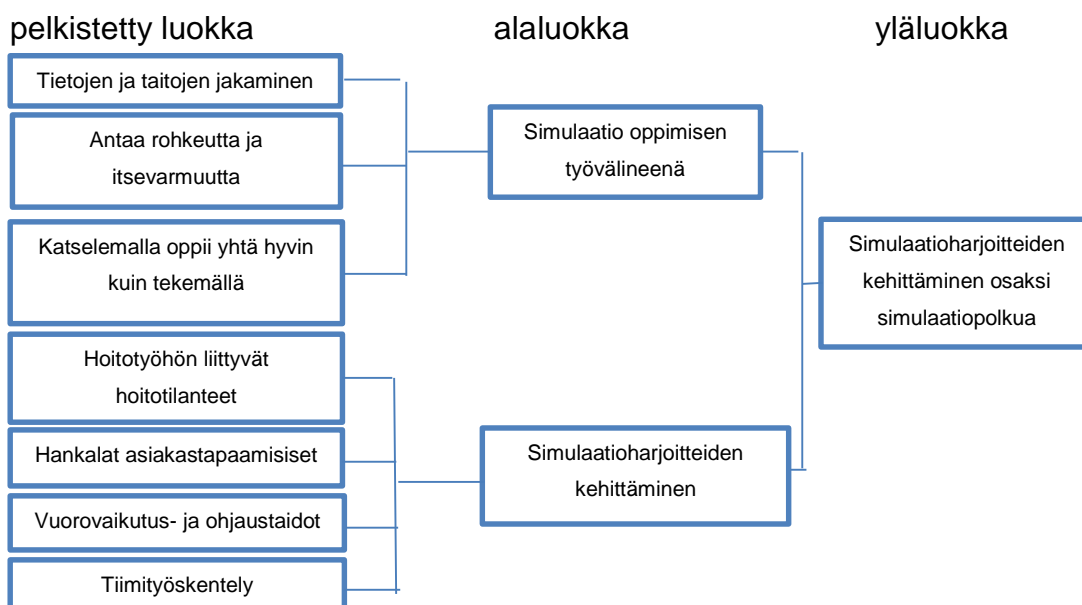 pelkistetty luokka
alaluokka
yläluokka
Tietojen ja taitojen jakaminen
Antaa rohkeutta ja
itsevarmuutta
Katselemalla oppii yhtä hyvin
kuin tekemällä
Hoitotyöhön liittyvät
hoitotilanteet
Hankalat asiakastapaamisiset
Vuorovaikutus- ja ohjaustaidot
Tiimityöskentely
Simulaatio oppimisen
työvälineenä
Simulaatioharjoitteiden
kehittäminen
Simulaatioharjoitteiden
kehittäminen osaksi
simulaatiopolkua